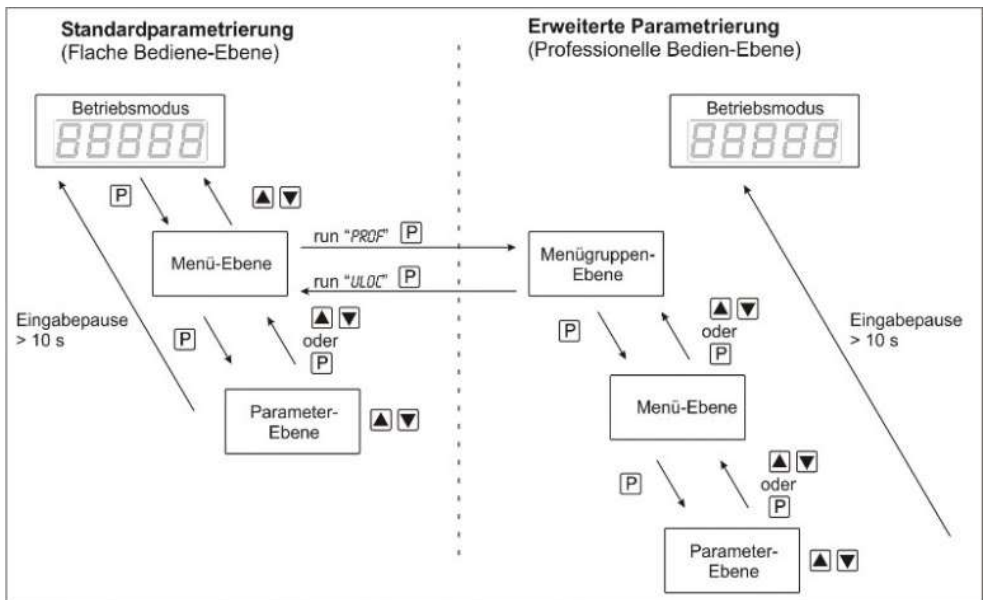 Standardparametrierung
(Flache Bediene-Ebene)
Betriebsmodus
88888
P
▲ ▼
Menü-Ebene
run “PROF” P
run “ULOC” P
Eingabepause
> 10 s
P
▲ ▼
oder
P
Parameter-
Ebene
▲ ▼
Erweiterte Parametrierung
(Professionelle Bedien-Ebene)
Betriebsmodus
88888
Menügruppen-
Ebene
P
▲ ▼
oder
P
Eingabepause
> 10 s
Menü-Ebene
P
▲ ▼
oder
P
Parameter-
Ebene
▲ ▼